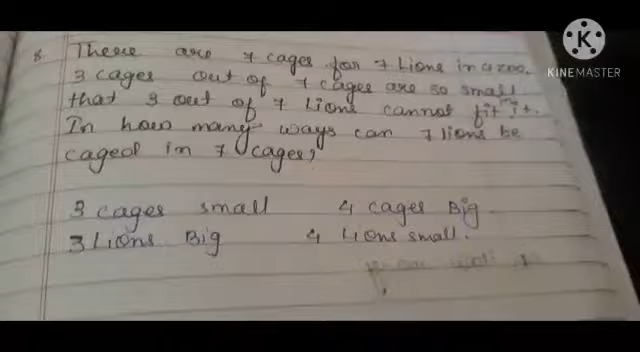 8. There are 7 cages for 7 Lions in a zoo.
3 cages out of 7 cages are so small
that 3 out of 7 Lions cannot fit in it.
In how many ways can 7 lions be
caged in 7 cages?
3 cages small 4 cages Big
3 Lions Big 4 Lions small.
K
KINEMASTER